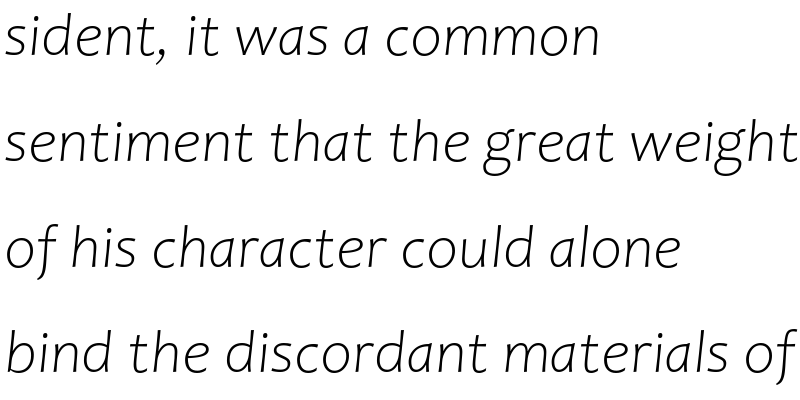 sident, it was a common
sentiment that the great weight
of his character could alone
bind the discordant materials of